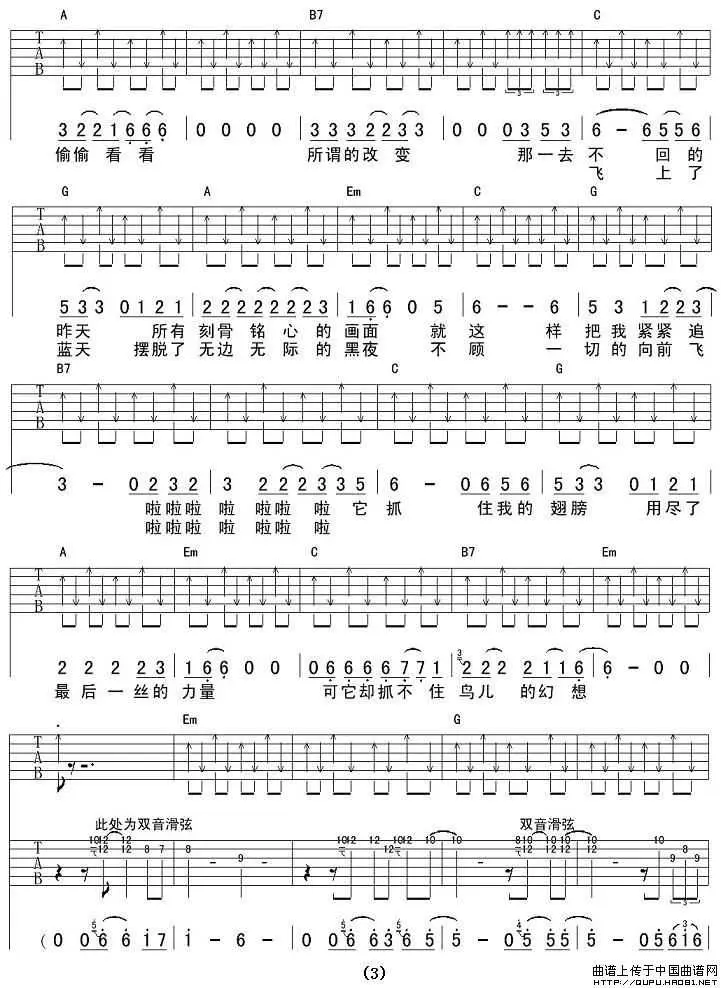 A B7 C
T A B
3 2 2 1 6 6 6 0 0 0 0 3 3 3 2 2 3 3 0 0 0 3 5 3 6 - 6 5 5 6
偷偷 看 看 所谓的改 变 那一去 不 回 的
飞 上 了
G A Em C G
T A B
5 3 3 0 1 2 1 2 2 2 2 2 2 2 3 1 6 6 0 5 6 - - 6 5 3 1 2 2 3
昨天 所有 刻骨 铭 心 的 画面 就 这 样 把 我 紧 紧 追
蓝天 摆脱了 无边 无 际 的 黑夜 不 顾 一 切 的 向 前 飞
B7 C G
3 - 0 2 3 2 3 2 2 2 3 3 5 6 - 0 6 5 6 5 3 3 0 1 2 1
啦啦啦 啦 啦啦 啦 它 抓 住我的 翅膀 用尽了
啦啦啦 啦 啦啦 啦
A Em C B7 Em
T A B
2 2 2 2 3 1 6 6 0 0 0 6 6 6 6 7 7 1 3 2 2 2 2 1 1 6 6 - 0 0
最 后 一 丝 的 力 量 可它却抓不 住 鸟儿 的幻 想
Em G
T A B
此处为双音滑弦 双音滑弦
T A B
( 0 0 6 6 1 7 1 - 6 - 0 0 6 6 3 6 5 5 - 0 5 5 5 5 - 0 5 6 1 6
(3)
曲谱上传于中国曲谱网
HTTP://QUPU.HAO81.NET